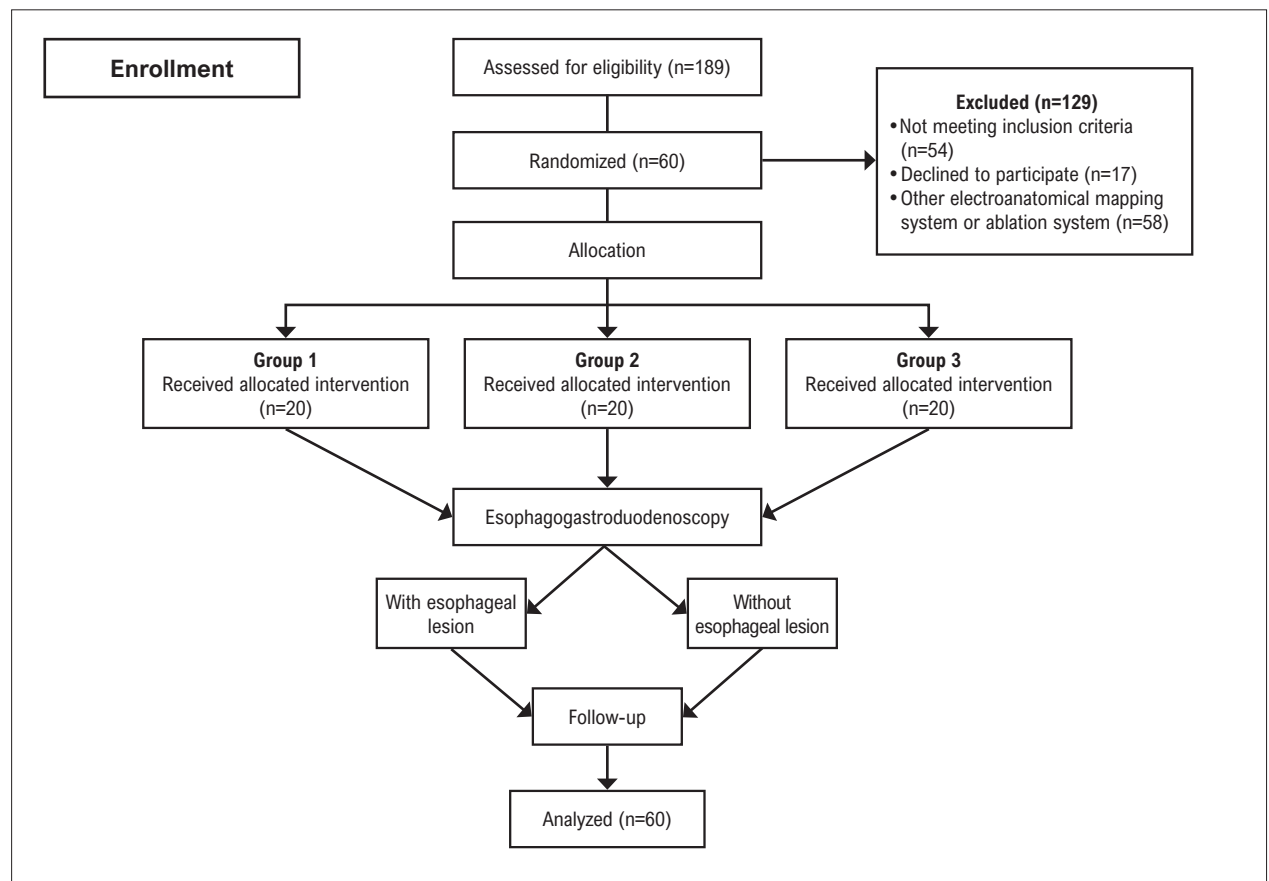 Enrollment
Assessed for eligibility (n=189)
Randomized (n=60)
Excluded (n=129)
• Not meeting inclusion criteria
(n=54)
• Declined to participate (n=17)
• Other electroanatomical mapping
system or ablation system (n=58)
Allocation
Group 1
Received allocated intervention
(n=20)
Group 2
Received allocated intervention
(n=20)
Group 3
Received allocated intervention
(n=20)
Esophagogastroduodenoscopy
With esophageal
lesion
Without
esophageal lesion
Follow-up
Analyzed (n=60)